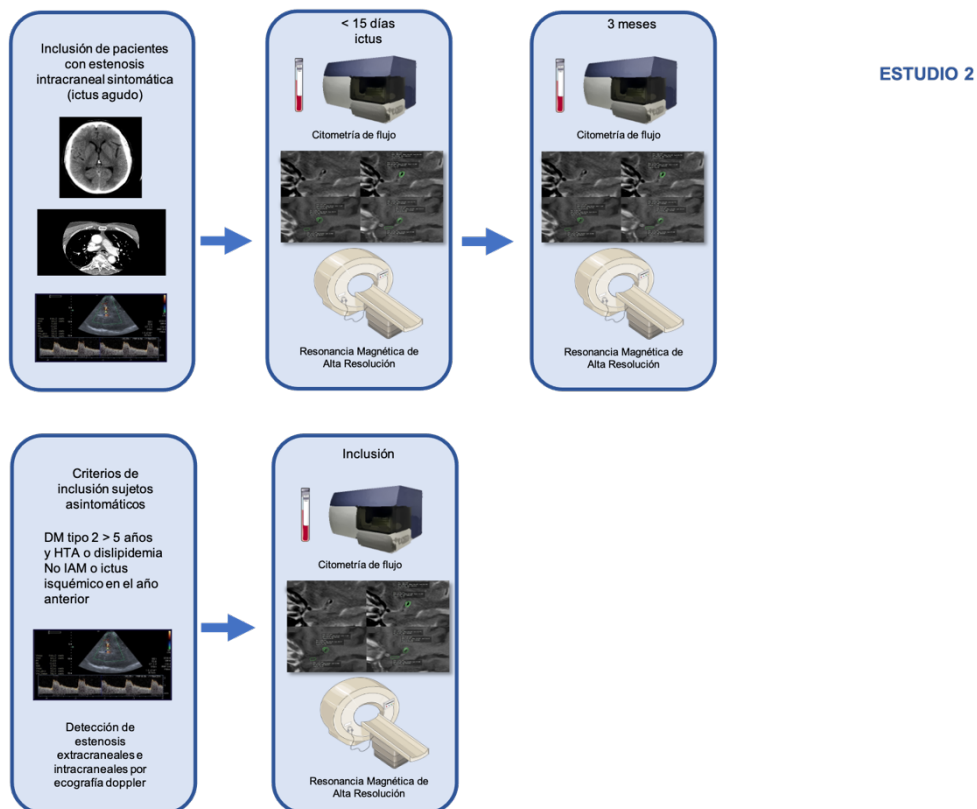 Inclusión de pacientes
con estenosis
intracraneal sintomática
(ictus agudo)
< 15 días
ictus
Citometría de flujo
Resonancia Magnética de
Alta Resolución
3 meses
Citometría de flujo
Resonancia Magnética de
Alta Resolución
ESTUDIO 2
Criterios de
inclusión sujetos
asintomáticos
DM tipo 2 > 5 años
y HTA o dislipidemia
No IAM o ictus
isquémico en el año
anterior
Detección de
estenosis
extracraneales e
intracraneales por
ecografía doppler
Inclusión
Citometría de flujo
Resonancia Magnética de
Alta Resolución